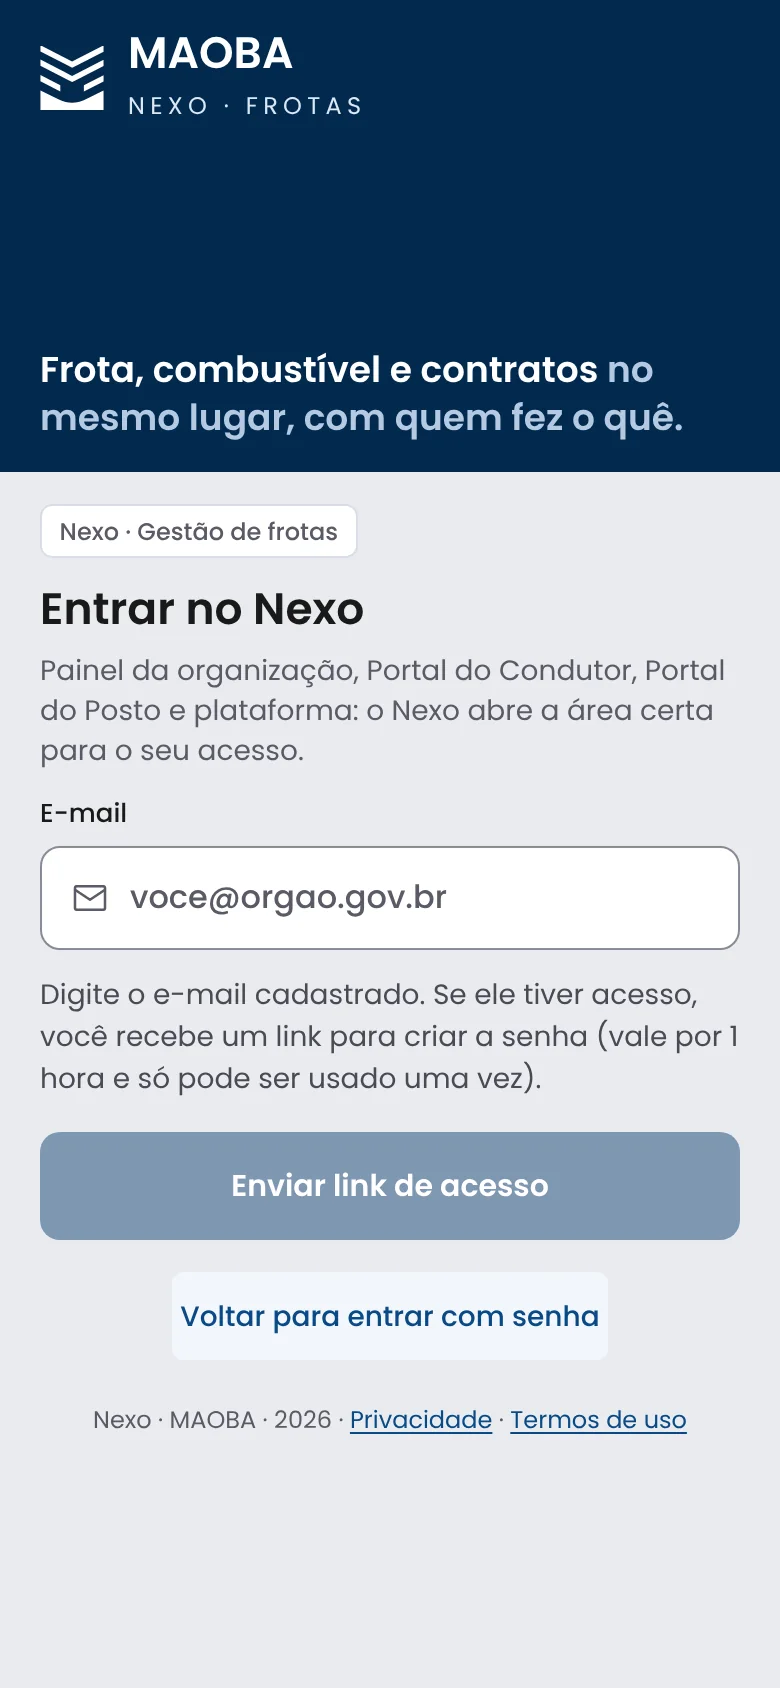 MAOBA
NEXO · FROTAS
Frota, combustível e contratos no
mesmo lugar, com quem fez o quê.
Nexo · Gestão de frotas
Entrar no Nexo
Painel da organização, Portal do Condutor, Portal
do Posto e plataforma: o Nexo abre a área certa
para o seu acesso.
E-mail
voce@orgao.gov.br
Digite o e-mail cadastrado. Se ele tiver acesso,
você recebe um link para criar a senha (vale por 1
hora e só pode ser usado uma vez).
Enviar link de acesso
Voltar para entrar com senha
Nexo · MAOBA · 2026 · Privacidade · Termos de uso